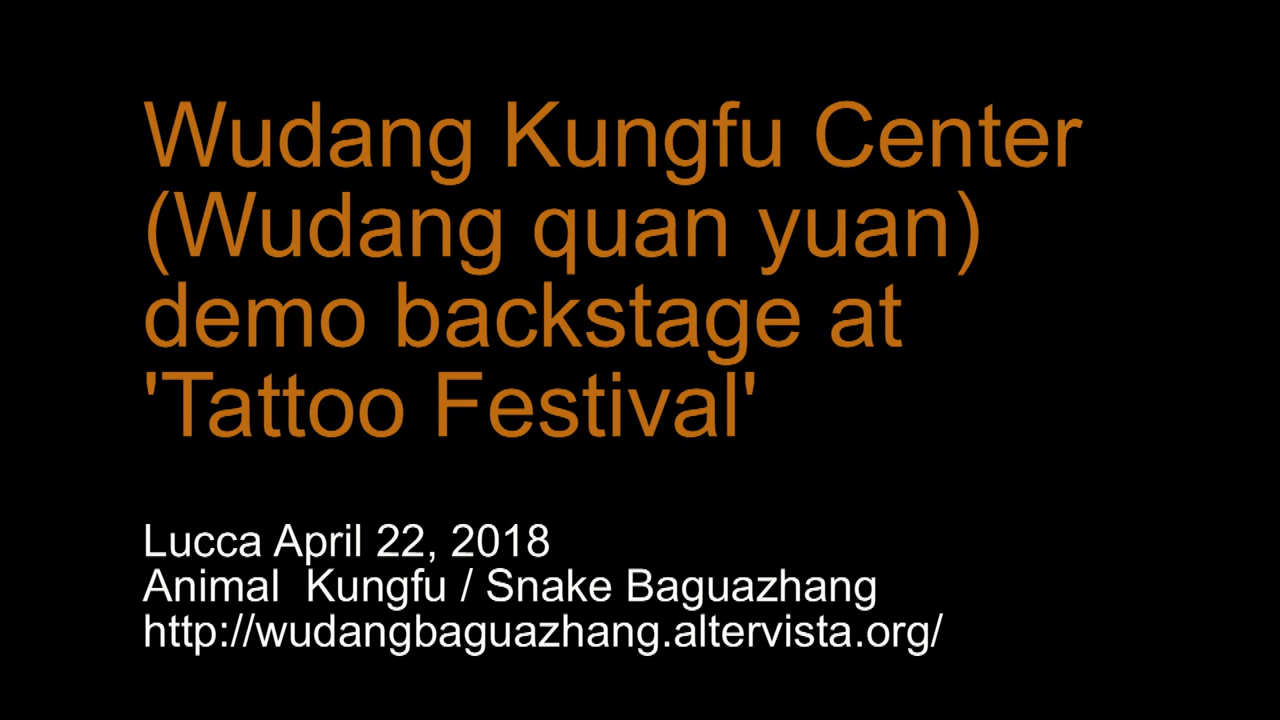 Wudang Kungfu Center
(Wudang quan yuan)
demo backstage at
'Tattoo Festival'
Lucca April 22, 2018
Animal  Kungfu / Snake Baguazhang
http://wudangbaguazhang.altervista.org/